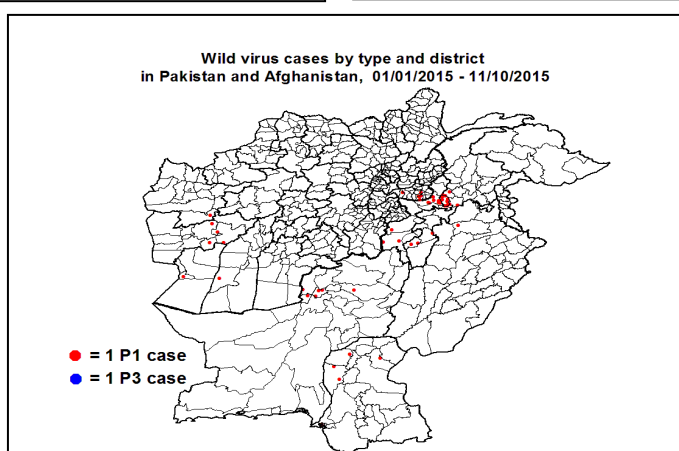 Wild virus cases by type and district
in Pakistan and Afghanistan, 01/01/2015 - 11/10/2015
= 1 P1 case
= 1 P3 case